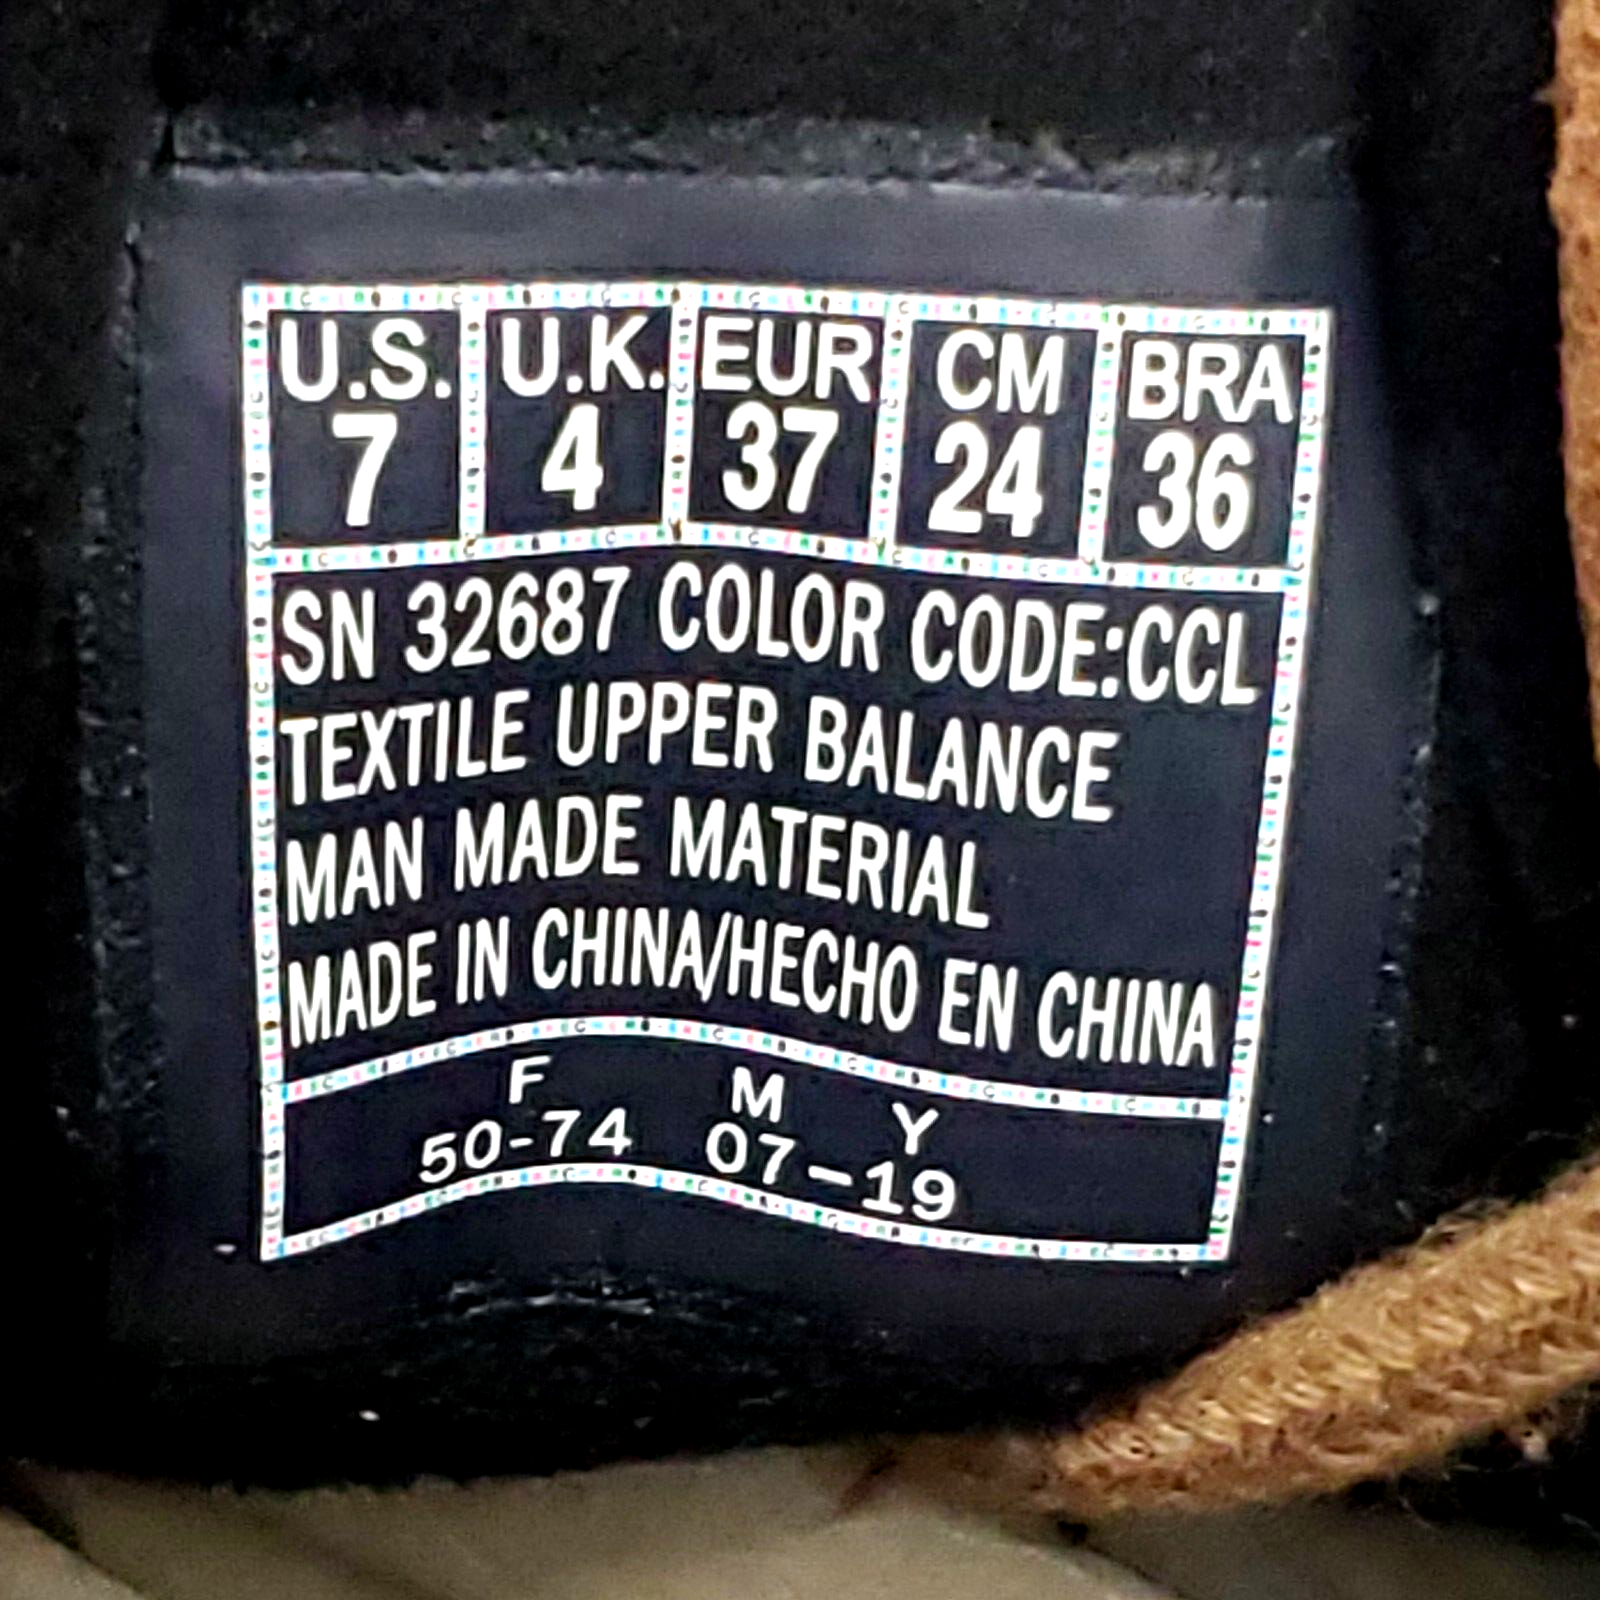 U.S. U.K. EUR CM BRA
7 4 37 24 36
SN 32687 COLOR CODE:CCL
TEXTILE UPPER BALANCE
MAN MADE MATERIAL
MADE IN CHINA/HECHO EN CHINA
F M Y
50-74 07-19